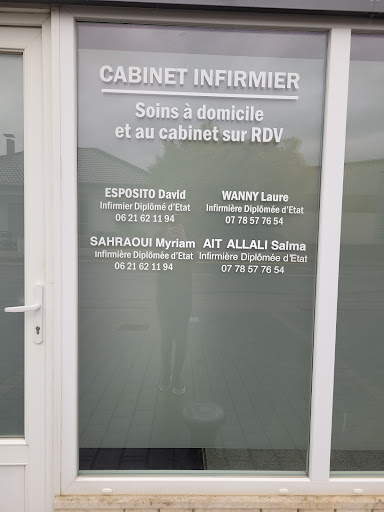 CABINET INFIRMIER
Soins à domicile
et au cabinet sur RDV
ESPOSITO David
Infirmier Diplômé d'Etat
06 21 62 11 94
WANNY Laure
Infirmière Diplômée d'Etat
07 78 57 76 54
SAHRAOUI Myriam
Infirmière Diplômée d'Etat
06 21 62 11 94
AIT ALLALI Salma
Infirmière Diplômée d'Etat
07 78 57 76 54